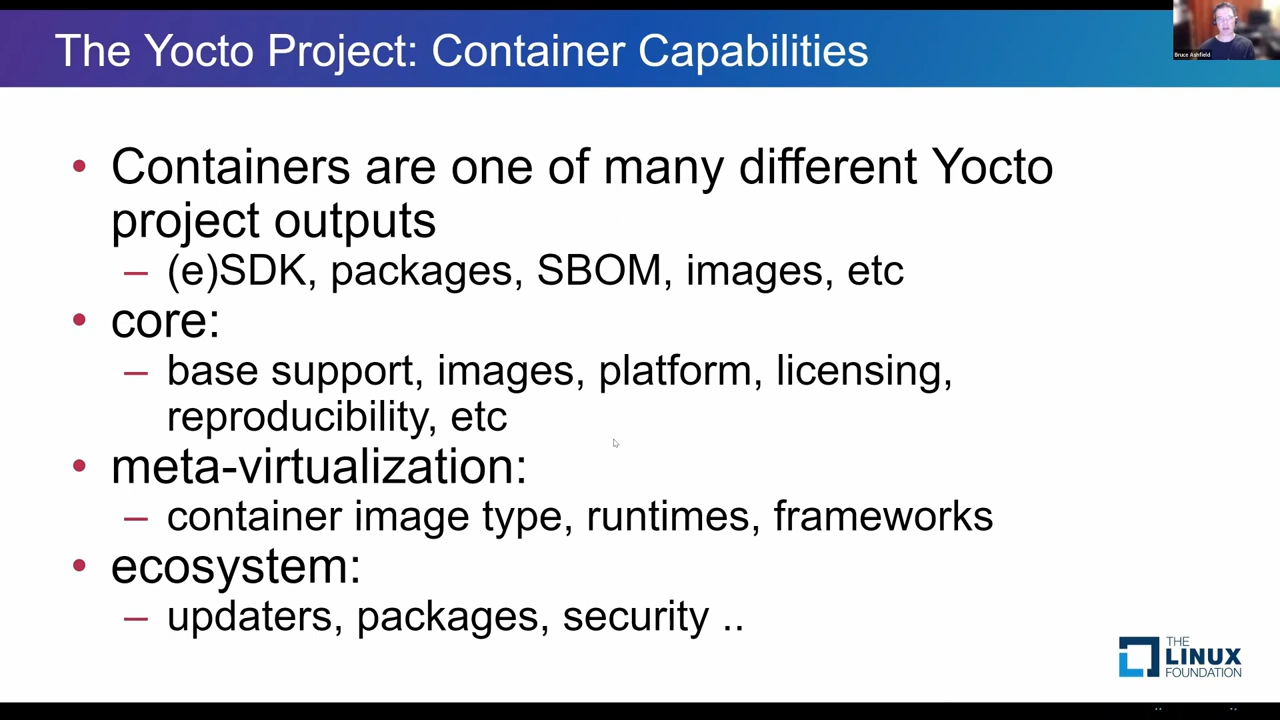 The Yocto Project: Container Capabilities
Bruce Ashfield
• Containers are one of many different Yocto
project outputs
– (e)SDK, packages, SBOM, images, etc
• core:
– base support, images, platform, licensing,
reproducibility, etc
• meta-virtualization:
– container image type, runtimes, frameworks
• ecosystem:
– updaters, packages, security ..
THE
LINUX
FOUNDATION